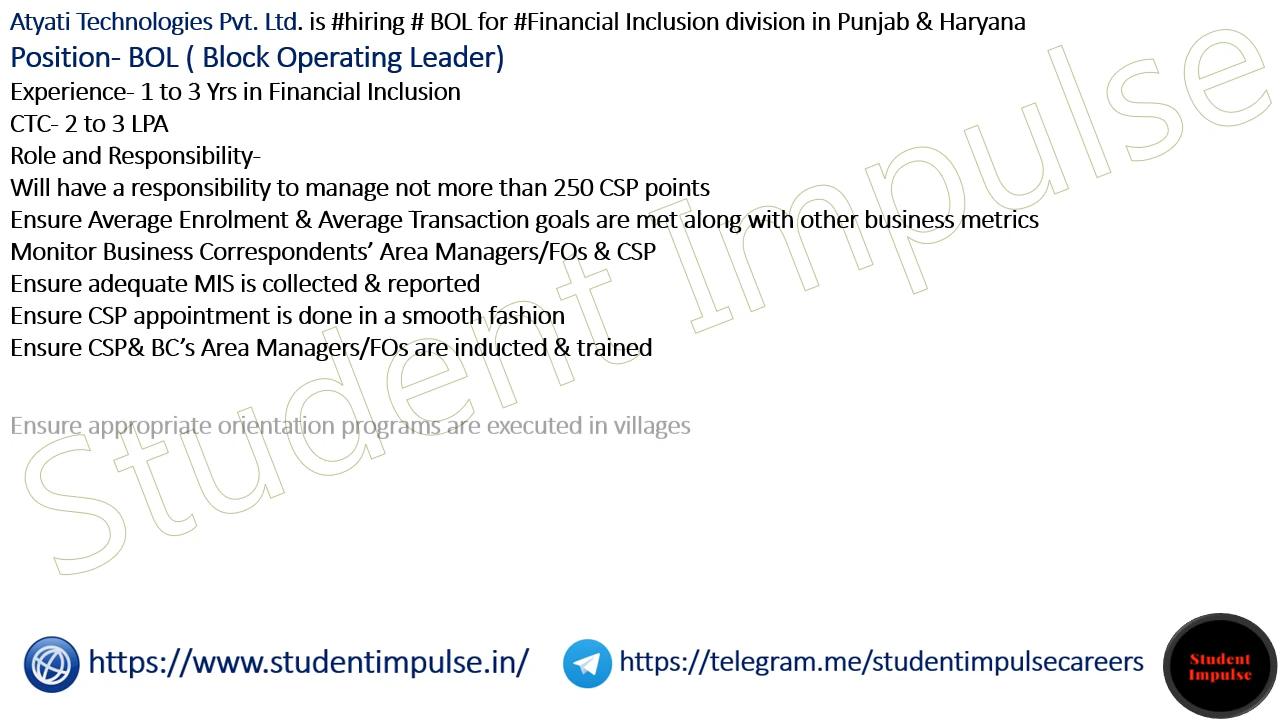 Atyati Technologies Pvt. Ltd. is #hiring # BOL for #Financial Inclusion division in Punjab & Haryana
Position- BOL ( Block Operating Leader)
Experience- 1 to 3 Yrs in Financial Inclusion
CTC- 2 to 3 LPA
Role and Responsibility-
Will have a responsibility to manage not more than 250 CSP points
Ensure Average Enrolment & Average Transaction goals are met along with other business metrics
Monitor Business Correspondents’ Area Managers/FOs & CSP
Ensure adequate MIS is collected & reported
Ensure CSP appointment is done in a smooth fashion
Ensure CSP& BC’s Area Managers/FOs are inducted & trained
Ensure appropriate orientation programs are executed in villages
Student Impulse
https://www.studentimpulse.in/
https://telegram.me/studentimpulsecareers
Student
Impulse